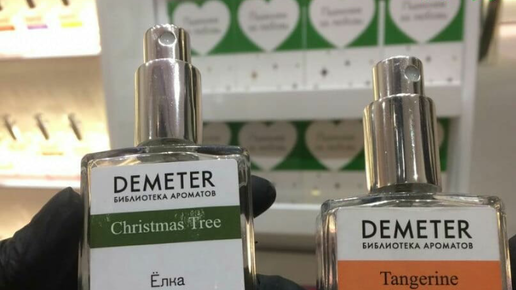 DEMETER
БИБЛИОТЕКА АРОМАТОВ
Christmas Tree
Ёлка
DEMETER
БИБЛИОТЕКА АРОМАТОВ
Tangerine